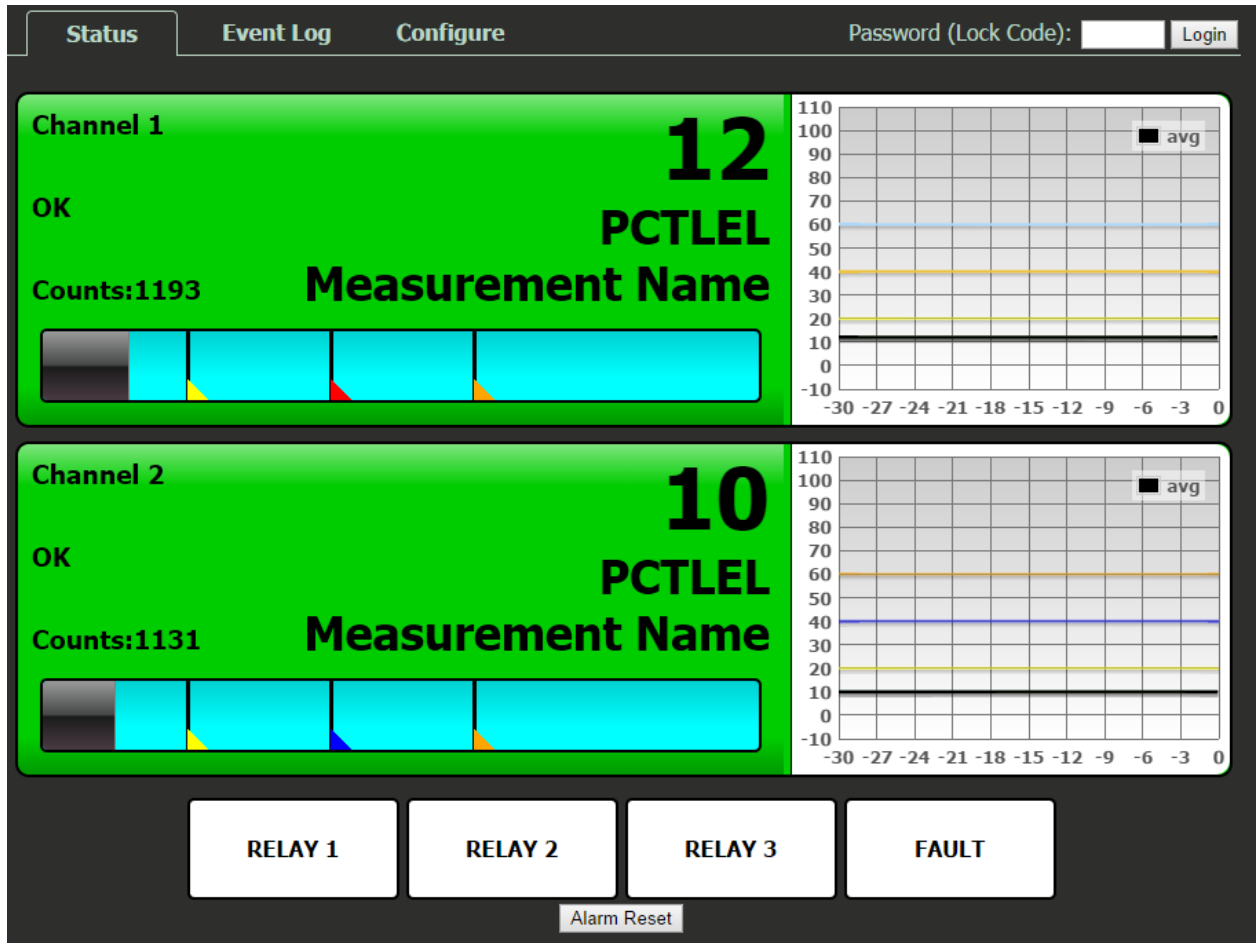 Status Event Log Configure Password (Lock Code): Login
Channel 1
12
OK
PCTLEL
Counts:1193 Measurement Name
110
100
90
80
70
60
50
40
30
20
10
0
-10
-30 -27 -24 -21 -18 -15 -12 -9 -6 -3 0
avg
Channel 2
10
OK
PCTLEL
Counts:1131 Measurement Name
110
100
90
80
70
60
50
40
30
20
10
0
-10
-30 -27 -24 -21 -18 -15 -12 -9 -6 -3 0
avg
RELAY 1 RELAY 2 RELAY 3 FAULT
Alarm Reset